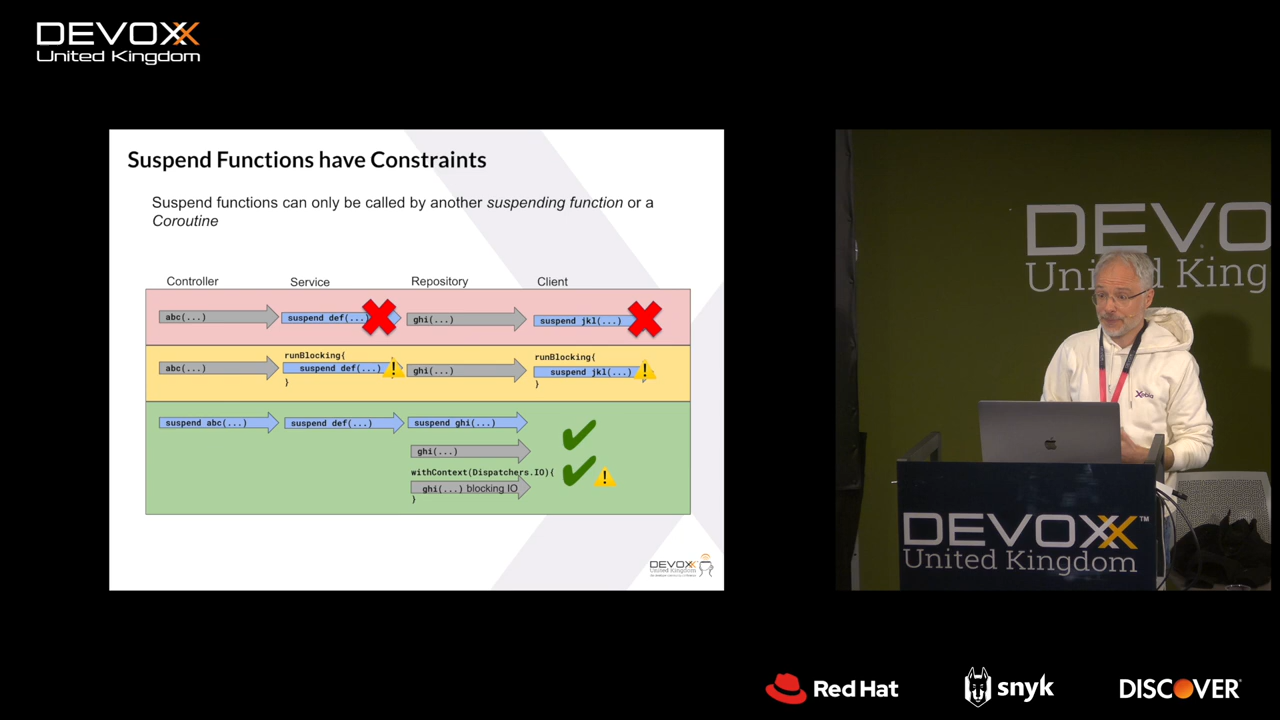 DEVOXX
United Kingdom
Suspend Functions have Constraints
Suspend functions can only be called by another suspending function or a
Coroutine
Controller
Service
Repository
Client
abc(...)
suspend def(...)
ghi(...)
suspend jkl(...)
abc(...)
runBlocking{
suspend def(...)
}
ghi(...)
runBlocking{
suspend jkl(...)
}
suspend abc(...)
suspend def(...)
suspend ghi(...)
ghi(...)
withContext(Dispatchers.IO){
ghi(...) blocking IO
}
DEVOXX
United Kingdom
DEVO
United King
Xebia
DEVOXX™
United Kingdom
Red Hat
snyk
DISCOVER